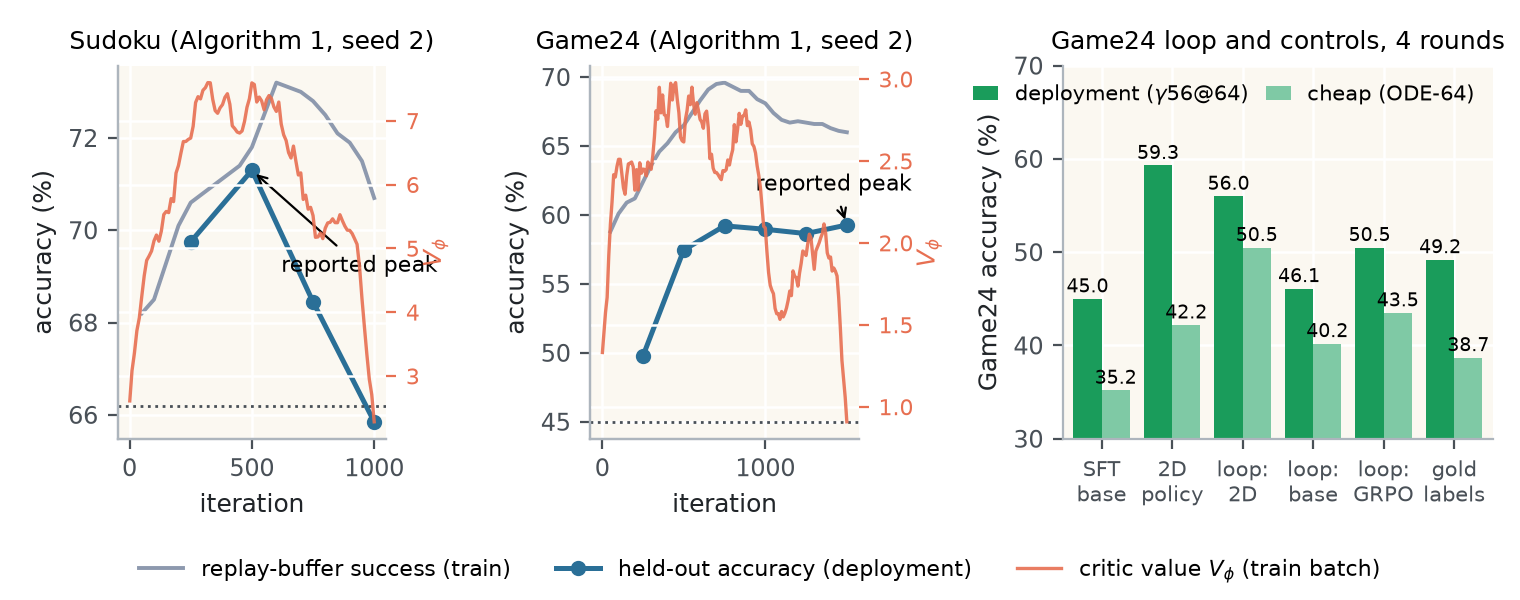 Sudoku (Algorithm 1, seed 2)
72
70
68
66
accuracy (%)
7
6
5
4
3
Vϕ
reported peak
0
500
1000
iteration
Game24 (Algorithm 1, seed 2)
70
65
60
55
50
45
accuracy (%)
3.0
2.5
2.0
1.5
1.0
Vϕ
reported peak
0
1000
iteration
Game24 loop and controls, 4 rounds
70
60
50
40
30
Game24 accuracy (%)
deployment (γ56@64)
cheap (ODE-64)
45.0
35.2
59.3
42.2
56.0
50.5
46.1
40.2
50.5
43.5
49.2
38.7
SFT
base
2D
policy
loop:
2D
loop:
base
loop:
GRPO
gold
labels
replay-buffer success (train)
held-out accuracy (deployment)
critic value Vϕ (train batch)